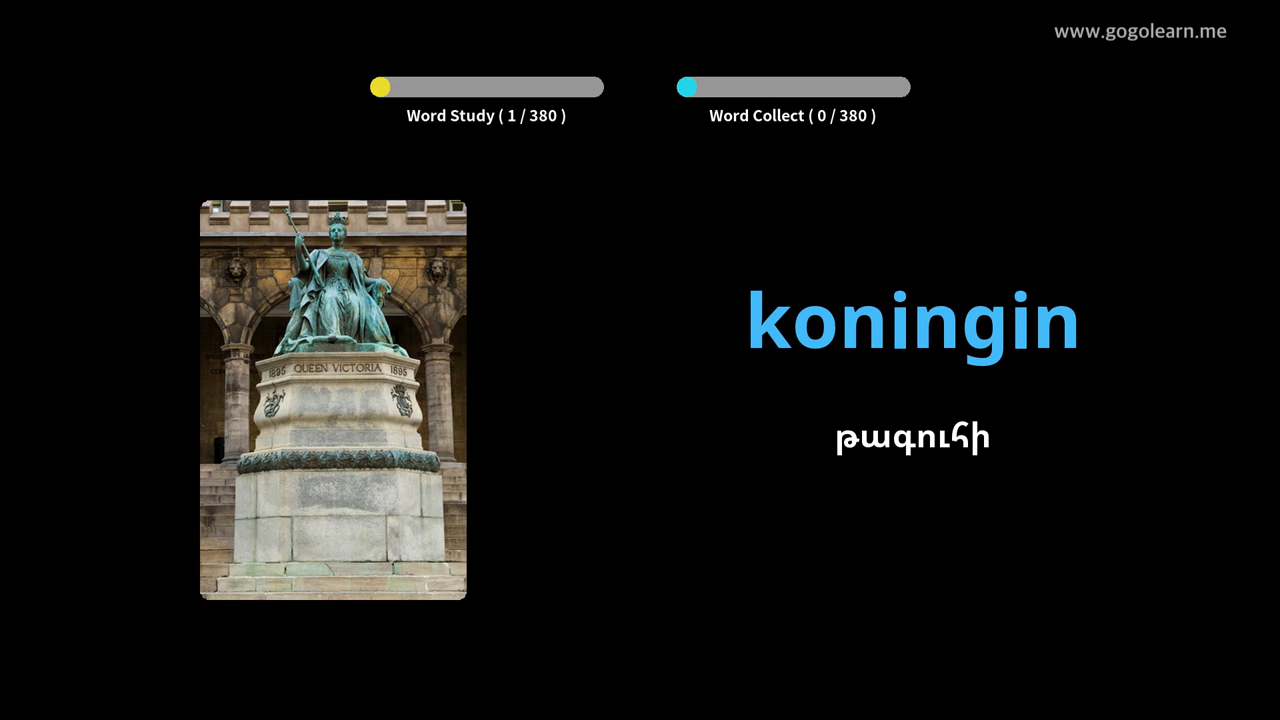 www.gogolearn.me
Word Study ( 1 / 380 )
Word Collect ( 0 / 380 )
1895 QUEEN VICTORIA 1895
koningin
թագուհի